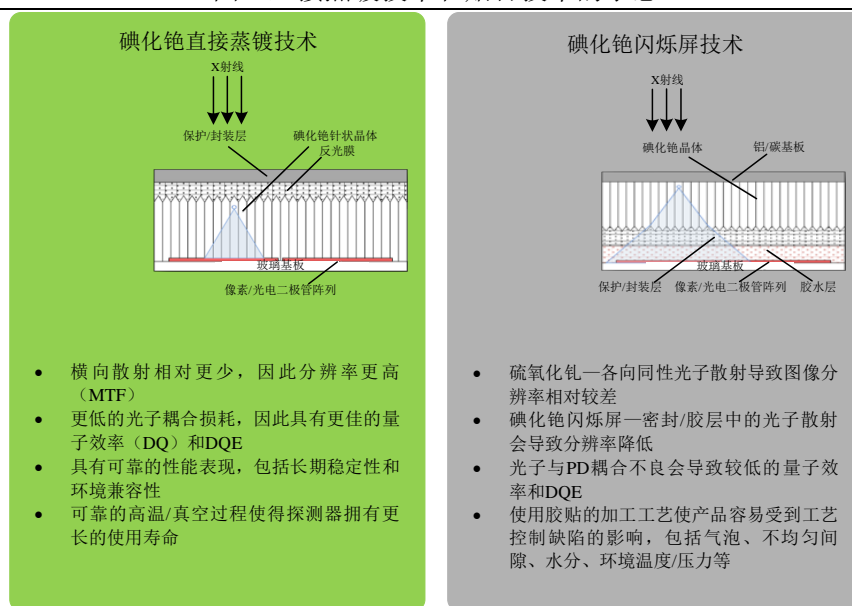 碘化铯直接蒸镀技术
X射线
保护/封装层
碘化铯针状晶体
反光膜
玻璃基板
像素/光电二极管阵列
• 横向散射相对更少，因此分辨率更高
（MTF）
• 更低的光子耦合损耗，因此具有更佳的量
子效率（DQ）和DQE
• 具有可靠的性能表现，包括长期稳定性和
环境兼容性
• 可靠的高温/真空过程使得探测器拥有更
长的使用寿命
碘化铯闪烁屏技术
X射线
碘化铯晶体
铝/碳基板
玻璃基板
保护/封装层
像素/光电二极管阵列
胶水层
• 硫氧化钆—各向同性光子散射导致图像分
辨率相对较差
• 碘化铯闪烁屏—密封/胶层中的光子散射
会导致分辨率降低
• 光子与PD耦合不良会导致较低的量子效
率和DQE
• 使用胶贴的加工工艺使产品容易受到工艺
控制缺陷的影响，包括气泡、不均匀间
隙、水分、环境温度/压力等